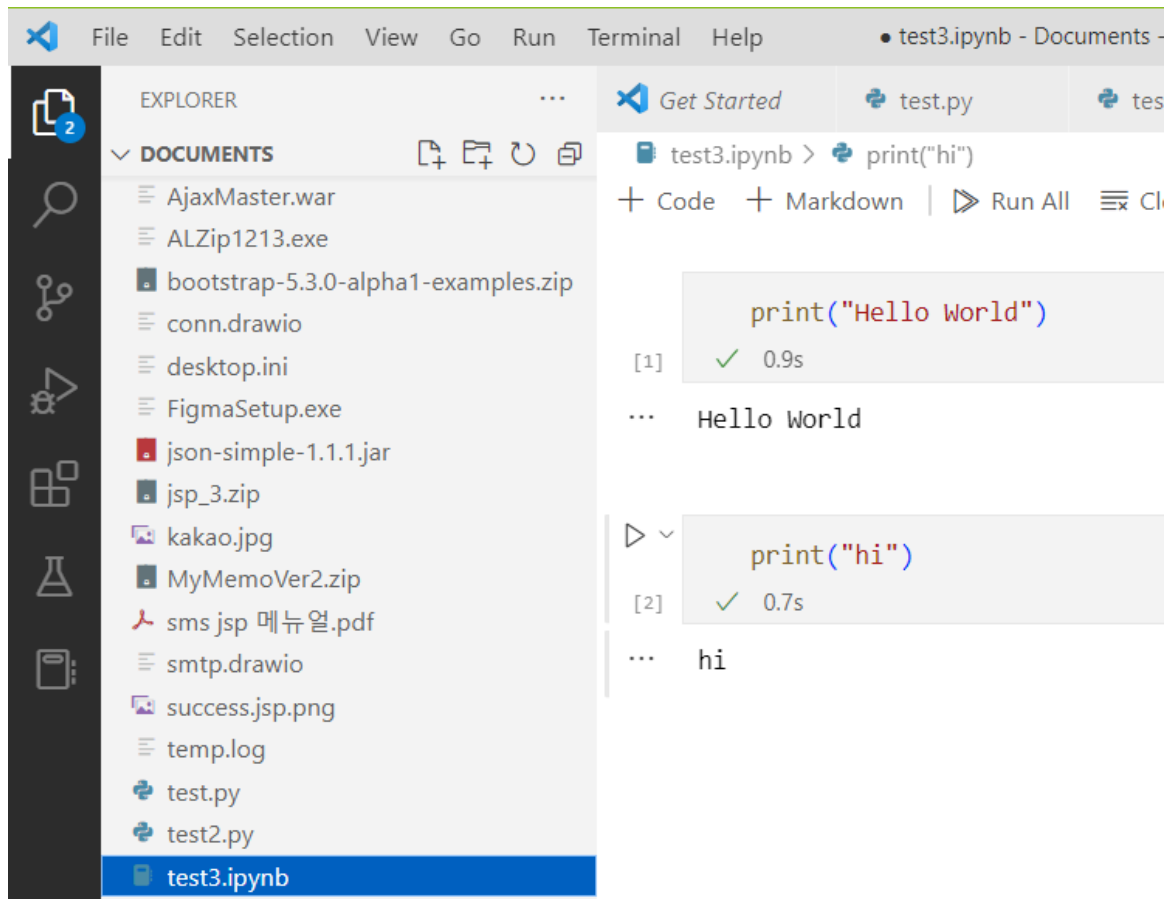 File Edit Selection View Go Run Terminal Help ● test3.ipynb - Documents -
EXPLORER ...
2
DOCUMENTS
AjaxMaster.war
ALZip1213.exe
bootstrap-5.3.0-alpha1-examples.zip
conn.drawio
desktop.ini
FigmaSetup.exe
json-simple-1.1.1.jar
jsp_3.zip
kakao.jpg
MyMemoVer2.zip
sms jsp 메뉴얼.pdf
smtp.drawio
success.jsp.png
temp.log
test.py
test2.py
test3.ipynb
Get Started test.py tes
test3.ipynb > print("hi")
+ Code + Markdown | Run All Cl
print("Hello World")
[1] ✓ 0.9s
... Hello World
print("hi")
[2] ✓ 0.7s
... hi